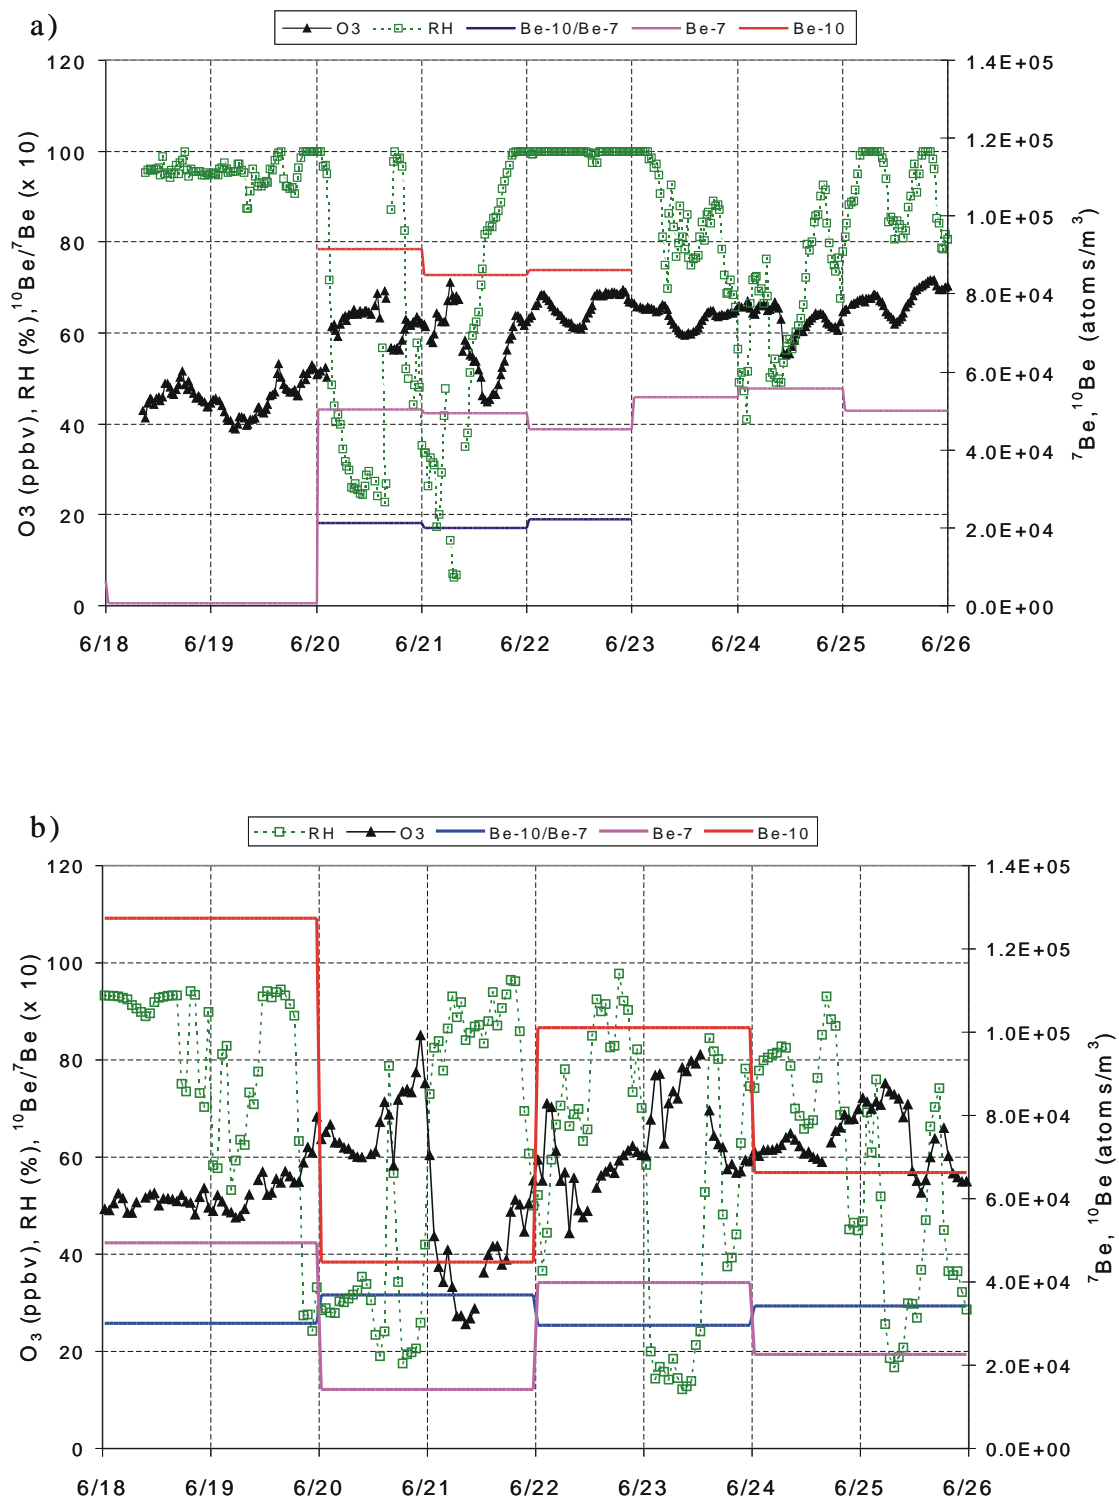 a)
O3 RH Be-10/Be-7 Be-7 Be-10
120 1.4E+05
100 1.2E+05
80 1.0E+05
60 8.0E+04
40 6.0E+04
20 4.0E+04
0 2.0E+04
0.0E+00
O3 (ppbv), RH (%), ¹⁰Be/⁷Be (x 10)
⁷Be, ¹⁰Be (atoms/m³)
6/18 6/19 6/20 6/21 6/22 6/23 6/24 6/25 6/26
b)
RH O3 Be-10/Be-7 Be-7 Be-10
120 1.4E+05
100 1.2E+05
80 1.0E+05
60 8.0E+04
40 6.0E+04
20 4.0E+04
0 2.0E+04
0.0E+00
O₃ (ppbv), RH (%), ¹⁰Be/⁷Be (x 10)
⁷Be, ¹⁰Be (atoms/m³)
6/18 6/19 6/20 6/21 6/22 6/23 6/24 6/25 6/26